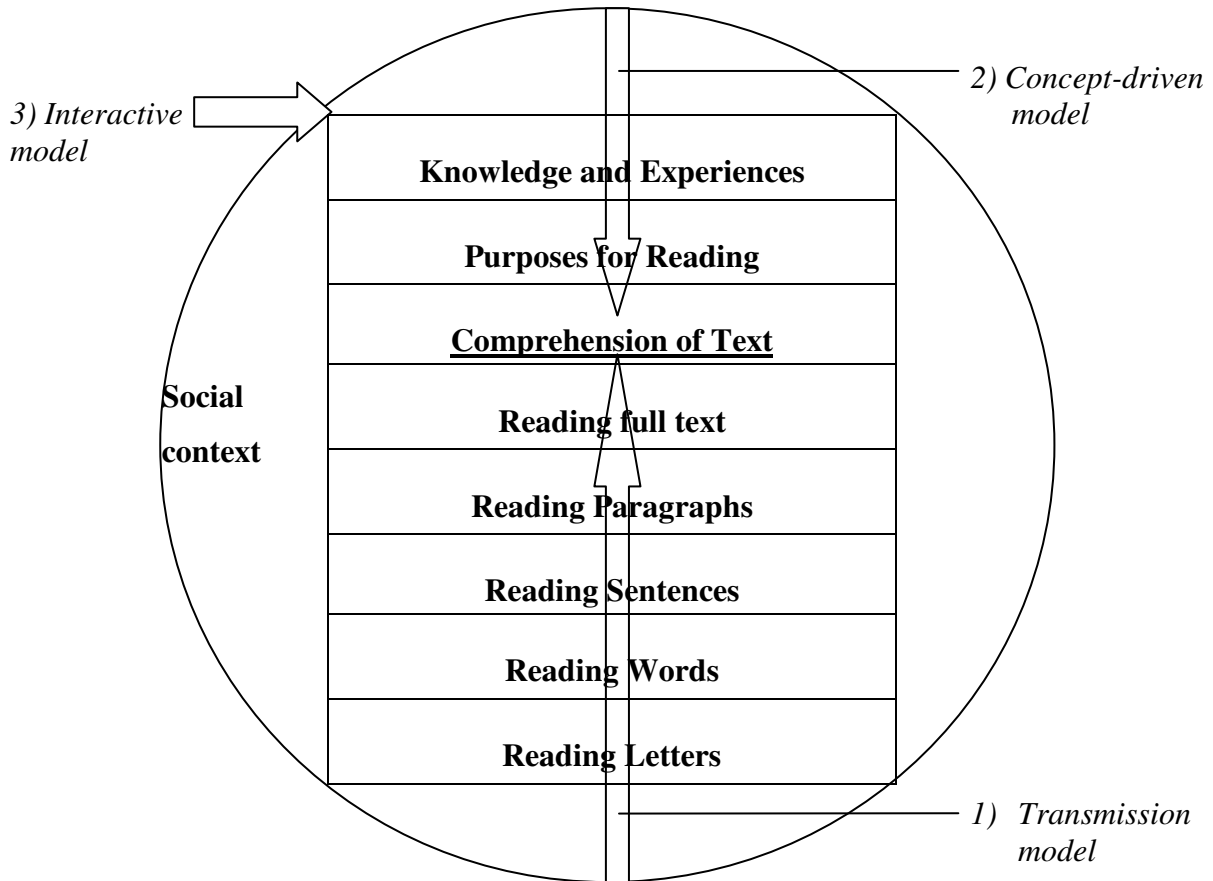 3) Interactive
model
2) Concept-driven
model
Knowledge and Experiences
Purposes for Reading
Comprehension of Text
Social
context
Reading full text
Reading Paragraphs
Reading Sentences
Reading Words
Reading Letters
1) Transmission
model